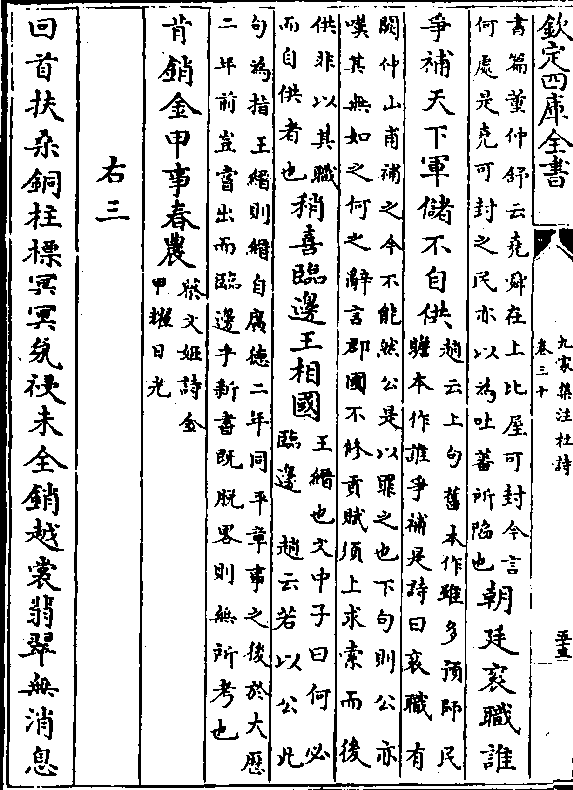 欽定四庫全書
九家集注杜詩
卷三十
書篇董仲舒云堯舜在上比屋可封今言
何處是堯可封之民亦以為吐蕃所陷也
朝廷衮職誰
爭補天下軍儲不自供
趙云上句舊本作雖多預師民
瞻本作誰爭補是詩曰衮職有
闕仲山甫補之今不能然公是以罪之也下句則公亦
嘆其無如之何之辭言郡國不修貢賦須上求索而後
供非以其職
而自供者也
稍喜臨邊王相國
王縉也文中子曰何必
臨邊 趙云若以公此
句為指王縉則縉自廣德二年同平章事之後於大厯
二年前豈嘗出而臨邊乎新書既脫畧則無所考也
肯銷金甲事春農
蔡文姬詩金
甲耀日光
右三
回首扶桑銅柱標冥冥氛祲未全銷越裳翡翠無消息